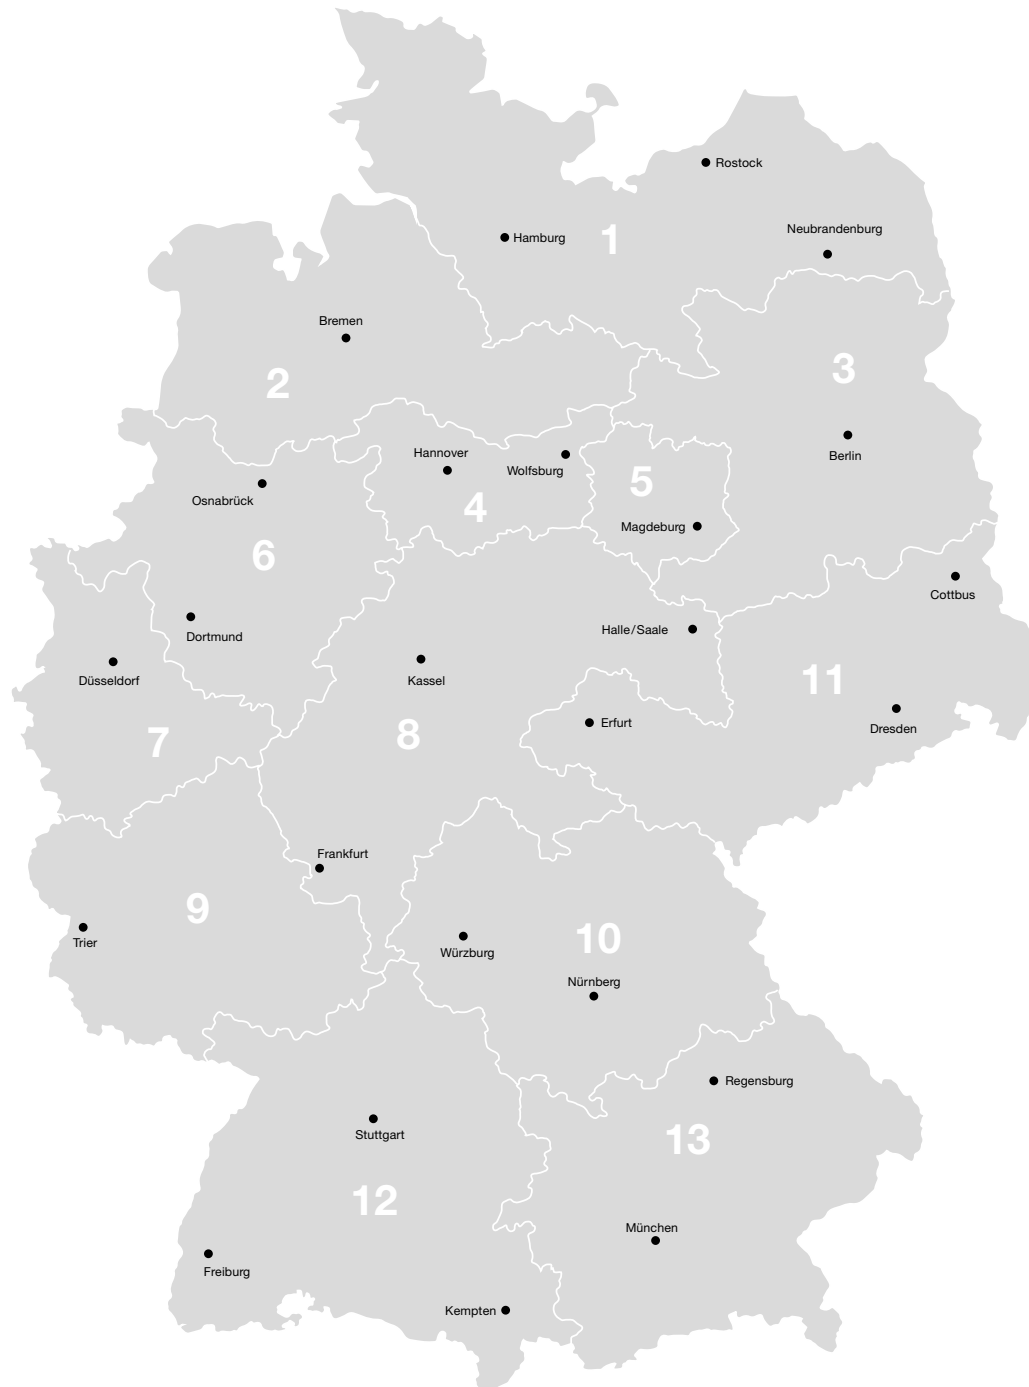 Rostock
Neubrandenburg
Hamburg
1
Bremen
3
2
Berlin
Hannover
Wolfsburg
5
Osnabrück
4
Magdeburg
6
Cottbus
Dortmund
Halle/Saale
Düsseldorf
Kassel
11
Erfurt
Dresden
7
8
Frankfurt
9
Trier
Würzburg
10
Nürnberg
Regensburg
Stuttgart
13
12
München
Freiburg
Kempten